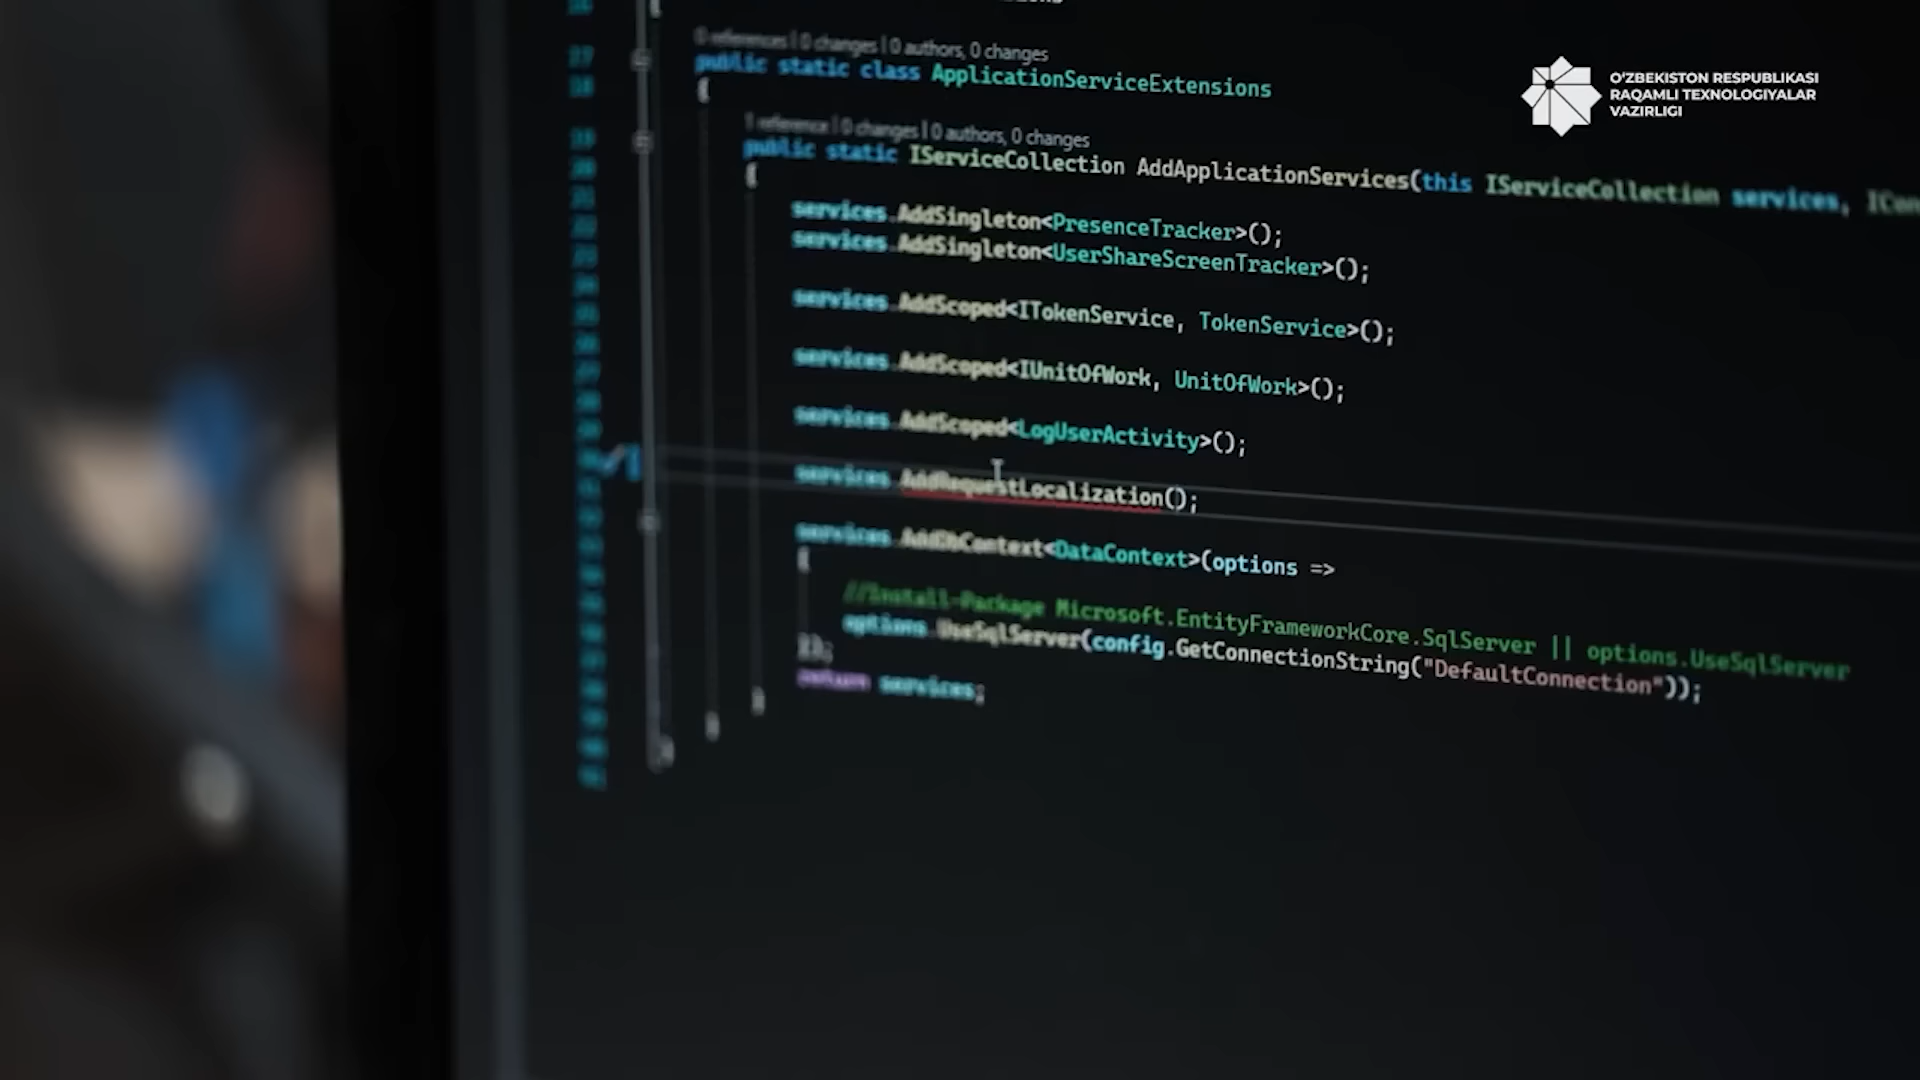 0 references | 0 changes | 0 authors, 0 changes
public static class ApplicationServiceExtensions
{
1 reference | 0 changes | 0 authors, 0 changes
public static IServiceCollection AddApplicationServices(this IServiceCollection services,
{
services.AddSingleton<PresenceTracker>();
services.AddSingleton<UserShareScreenTracker>();
services.AddScoped<ITokenService, TokenService>();
services.AddScoped<IUnitOfWork, UnitOfWork>();
services.AddScoped<LogUserActivity>();
services.AddRequestLocalization();
services.AddDbContext<DataContext>(options =>
{
//Install-Package Microsoft.EntityFrameworkCore.SqlServer || options.UseSqlServer
options.UseSqlServer(config.GetConnectionString("DefaultConnection"));
});
return services;
}
}
}
O'ZBEKISTON RESPUBLIKASI
RAQAMLI TEXNOLOGIYALAR
VAZIRLIGI